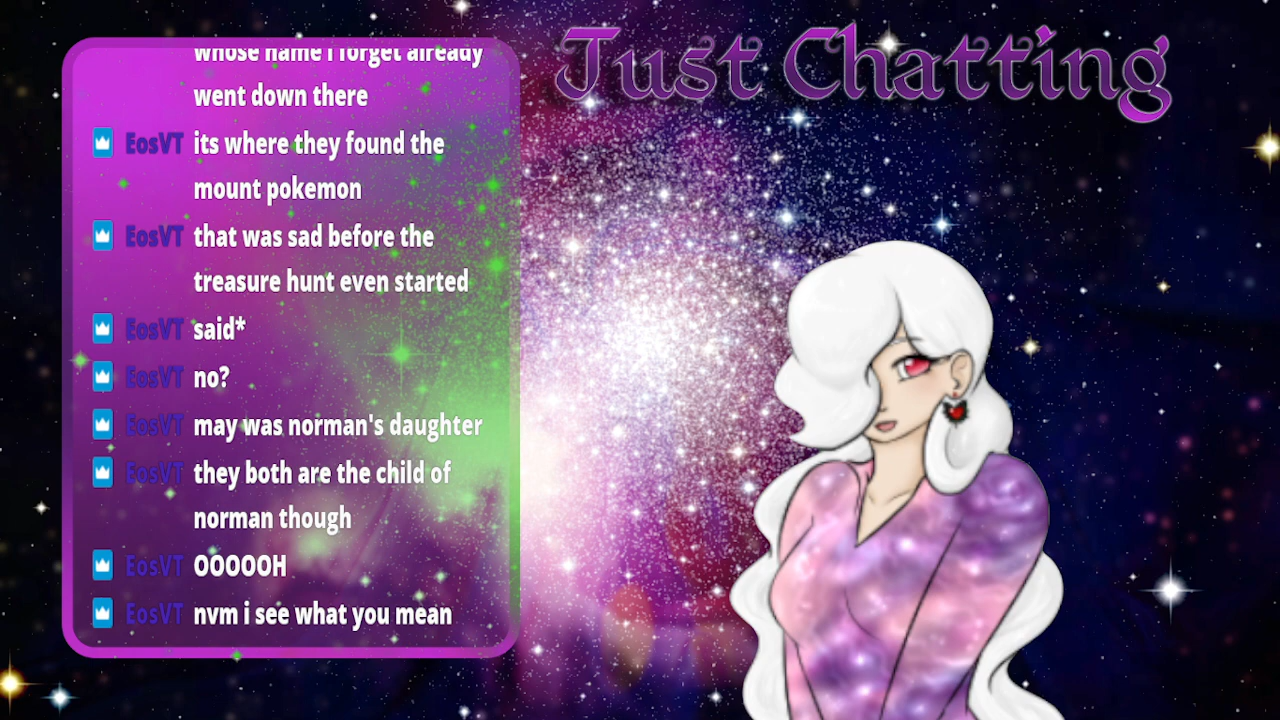 Just Chatting
whose name i forget already
went down there
EosVT its where they found the
mount pokemon
EosVT that was sad before the
treasure hunt even started
EosVT said*
EosVT no?
EosVT may was norman's daughter
EosVT they both are the child of
norman though
EosVT OOOOOH
EosVT nvm i see what you mean